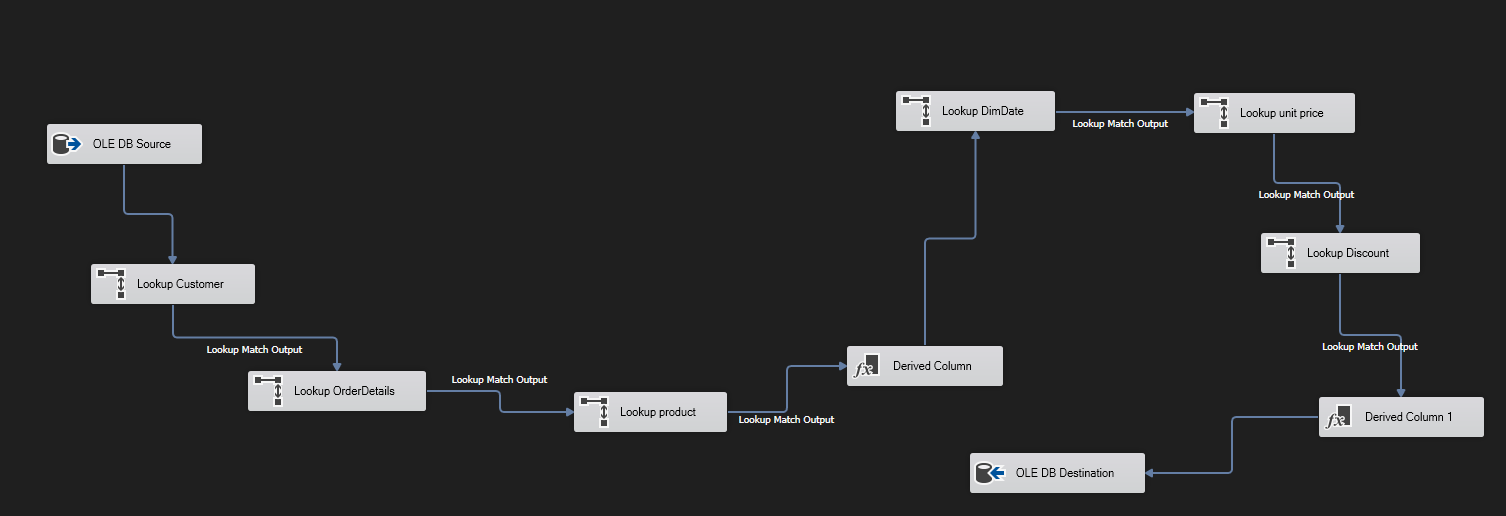 OLE DB Source
Lookup Customer
Lookup Match Output
Lookup OrderDetails
Lookup Match Output
Lookup product
Lookup Match Output
fx Derived Column
Lookup DimDate
Lookup Match Output
Lookup unit price
Lookup Match Output
Lookup Discount
Lookup Match Output
fx Derived Column 1
OLE DB Destination